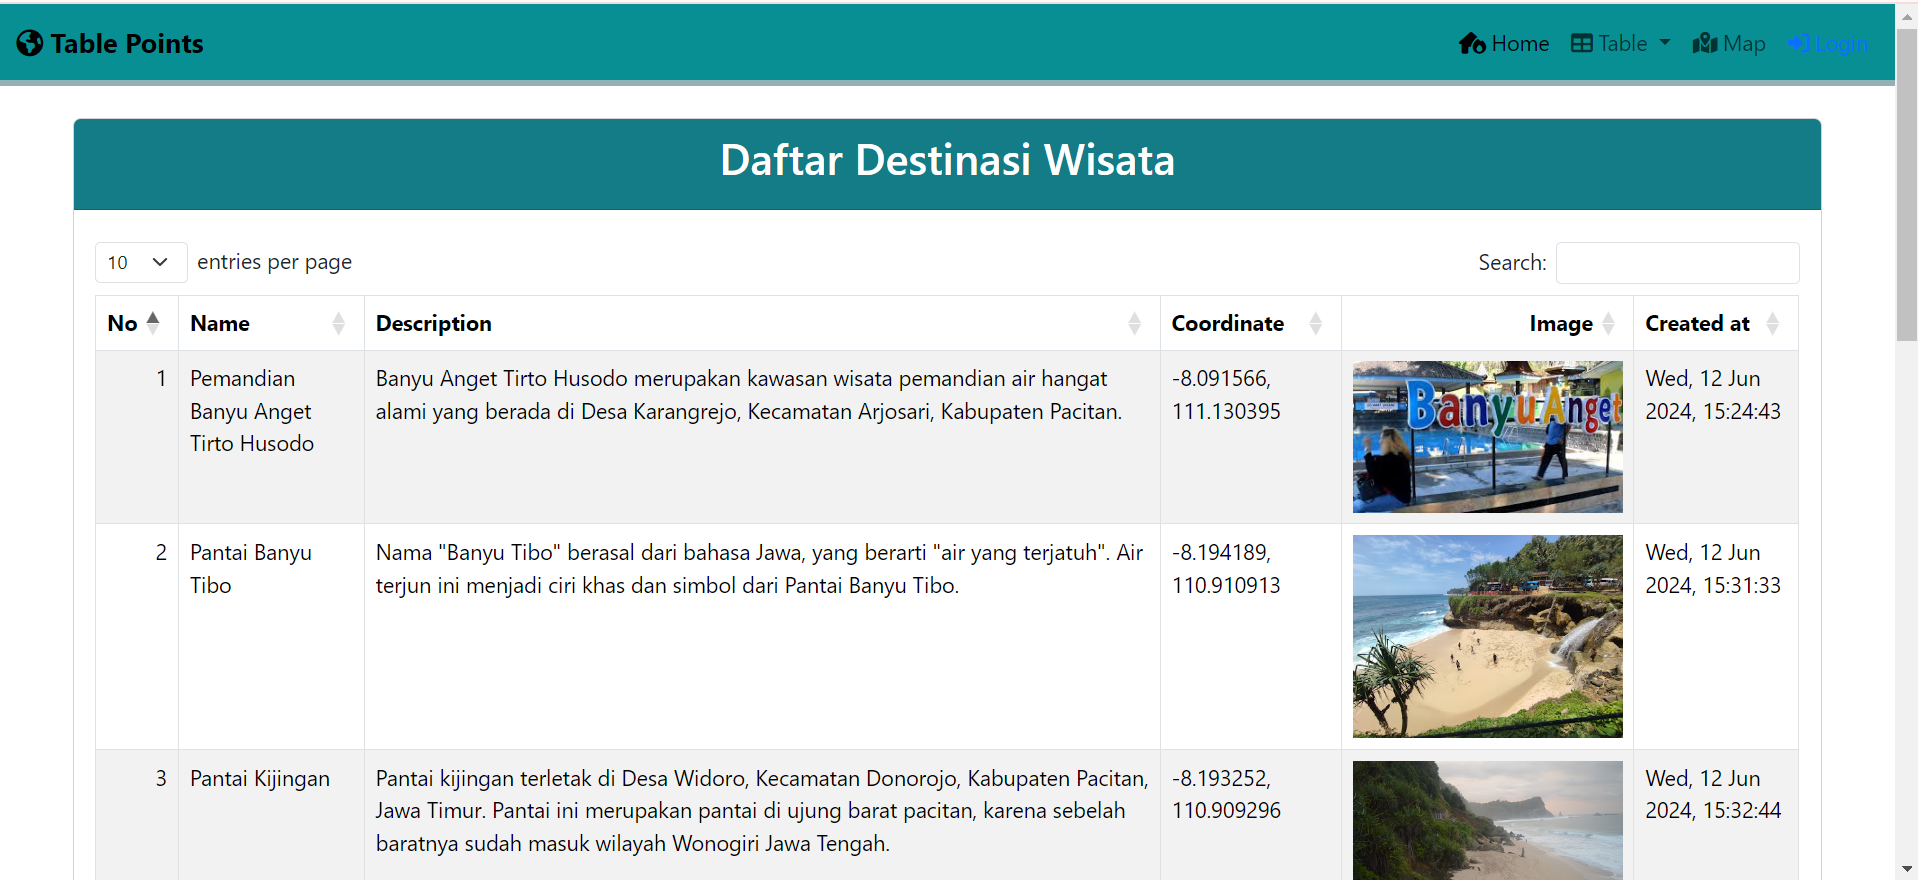 Table Points
Home
Table
Map
Login
Daftar Destinasi Wisata
10
entries per page
Search:
No
Name
Description
Coordinate
Image
Created at
1
Pemandian
Banyu Anget
Tirto Husodo
Banyu Anget Tirto Husodo merupakan kawasan wisata pemandian air hangat
alami yang berada di Desa Karangrejo, Kecamatan Arjosari, Kabupaten Pacitan.
-8.091566,
111.130395
Banyu Anget
Wed, 12 Jun
2024, 15:24:43
2
Pantai Banyu
Tibo
Nama "Banyu Tibo" berasal dari bahasa Jawa, yang berarti "air yang terjatuh". Air
terjun ini menjadi ciri khas dan simbol dari Pantai Banyu Tibo.
-8.194189,
110.910913
Wed, 12 Jun
2024, 15:31:33
3
Pantai Kijingan
Pantai kijingan terletak di Desa Widoro, Kecamatan Donorojo, Kabupaten Pacitan,
Jawa Timur. Pantai ini merupakan pantai di ujung barat pacitan, karena sebelah
baratnya sudah masuk wilayah Wonogiri Jawa Tengah.
-8.193252,
110.909296
Wed, 12 Jun
2024, 15:32:44